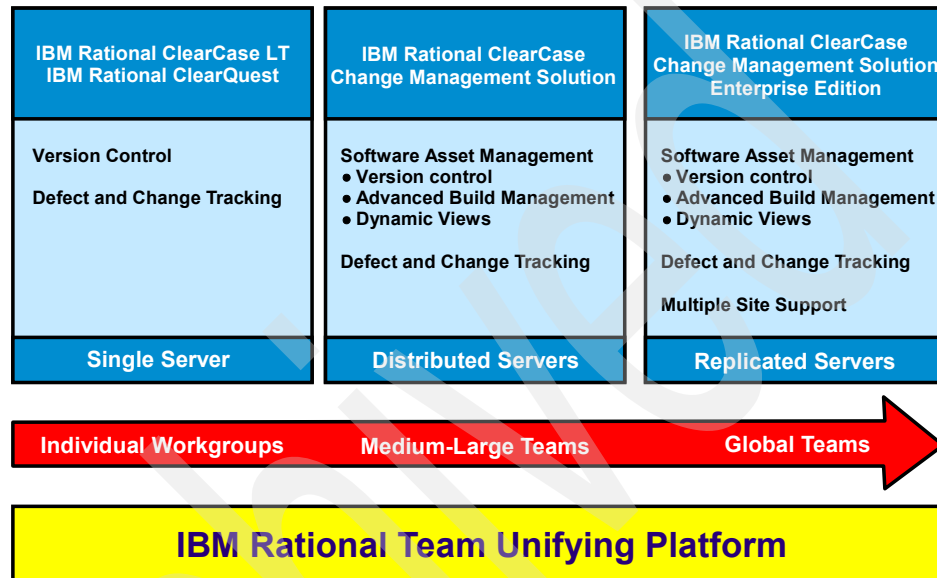 IBM Rational ClearCase LT
IBM Rational ClearQuest
Version Control
Defect and Change Tracking
Single Server
IBM Rational ClearCase
Change Management Solution
Software Asset Management
● Version control
● Advanced Build Management
● Dynamic Views
Defect and Change Tracking
Distributed Servers
IBM Rational ClearCase
Change Management Solution
Enterprise Edition
Software Asset Management
● Version control
● Advanced Build Management
● Dynamic Views
Defect and Change Tracking
Multiple Site Support
Replicated Servers
Individual Workgroups
Medium-Large Teams
Global Teams
IBM Rational Team Unifying Platform